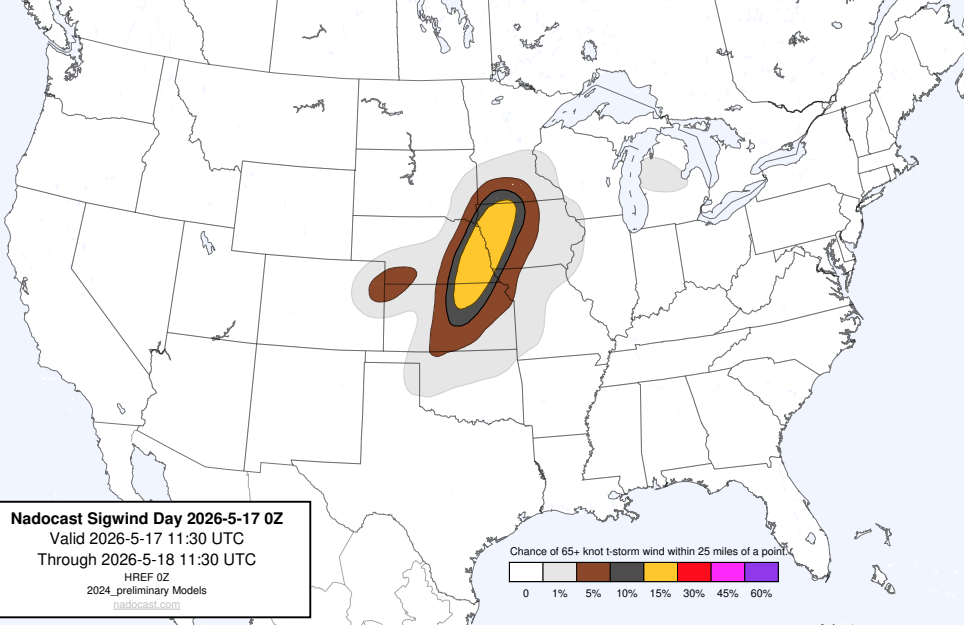 Nadocast Sigwind Day 2026-5-17 0Z
Valid 2026-5-17 11:30 UTC
Through 2026-5-18 11:30 UTC
HREF 0Z
2024_preliminary Models
nadocast.com
Chance of 65+ knot t-storm wind within 25 miles of a point.
0 1% 5% 10% 15% 30% 45% 60%